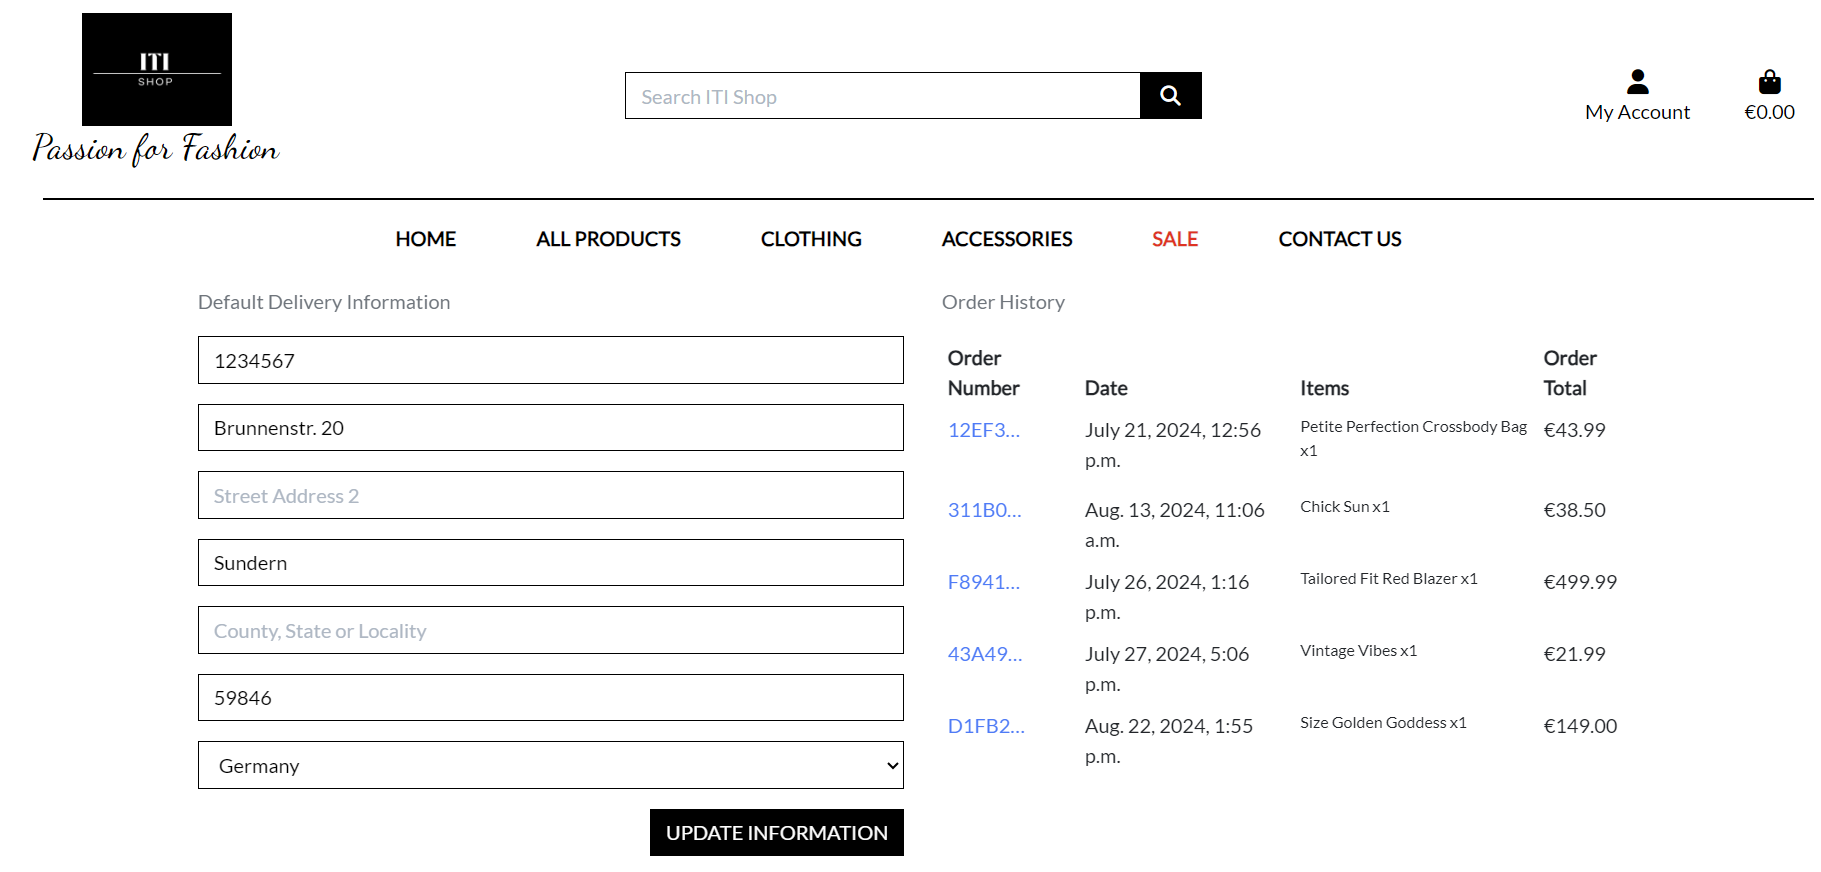 ITI
SHOP
Passion for Fashion
Search ITI Shop
My Account
€0.00
HOME
ALL PRODUCTS
CLOTHING
ACCESSORIES
SALE
CONTACT US
Default Delivery Information
1234567
Brunnenstr. 20
Street Address 2
Sundern
County, State or Locality
59846
Germany
UPDATE INFORMATION
Order History
Order
Number
Date
Items
Order
Total
12EF3...
July 21, 2024, 12:56
p.m.
Petite Perfection Crossbody Bag
x1
€43.99
311B0...
Aug. 13, 2024, 11:06
a.m.
Chick Sun x1
€38.50
F8941...
July 26, 2024, 1:16
p.m.
Tailored Fit Red Blazer x1
€499.99
43A49...
July 27, 2024, 5:06
p.m.
Vintage Vibes x1
€21.99
D1FB2...
Aug. 22, 2024, 1:55
p.m.
Size Golden Goddess x1
€149.00